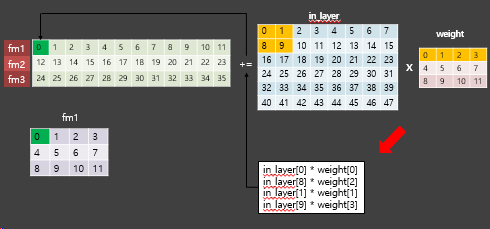 in_layer
weight
fm1 0 1 2 3 4 5 6 7 8 9 10 11
fm2 12 13 14 15 16 17 18 19 20 21 22 23
fm3 24 25 26 27 28 29 30 31 32 33 34 35
+=
0 1 2 3 4 5 6 7
8 9 10 11 12 13 14 15
16 17 18 19 20 21 22 23
24 25 26 27 28 29 30 31
32 33 34 35 36 37 38 39
40 41 42 43 44 45 46 47
x
0 1 2 3
4 5 6 7
8 9 10 11
fm1
0 1 2 3
4 5 6 7
8 9 10 11
in_layer[0] * weight[0]
in_layer[8] * weight[2]
in_layer[1] * weight[1]
in_layer[9] * weight[3]